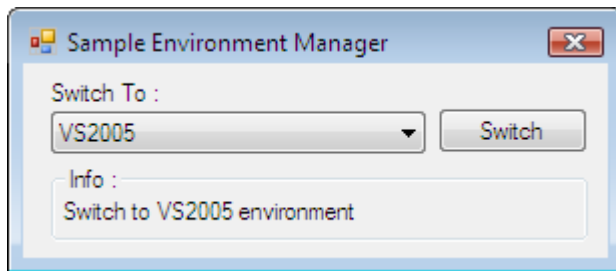 Sample Environment Manager
Switch To :
VS2005
Switch
Info :
Switch to VS2005 environment